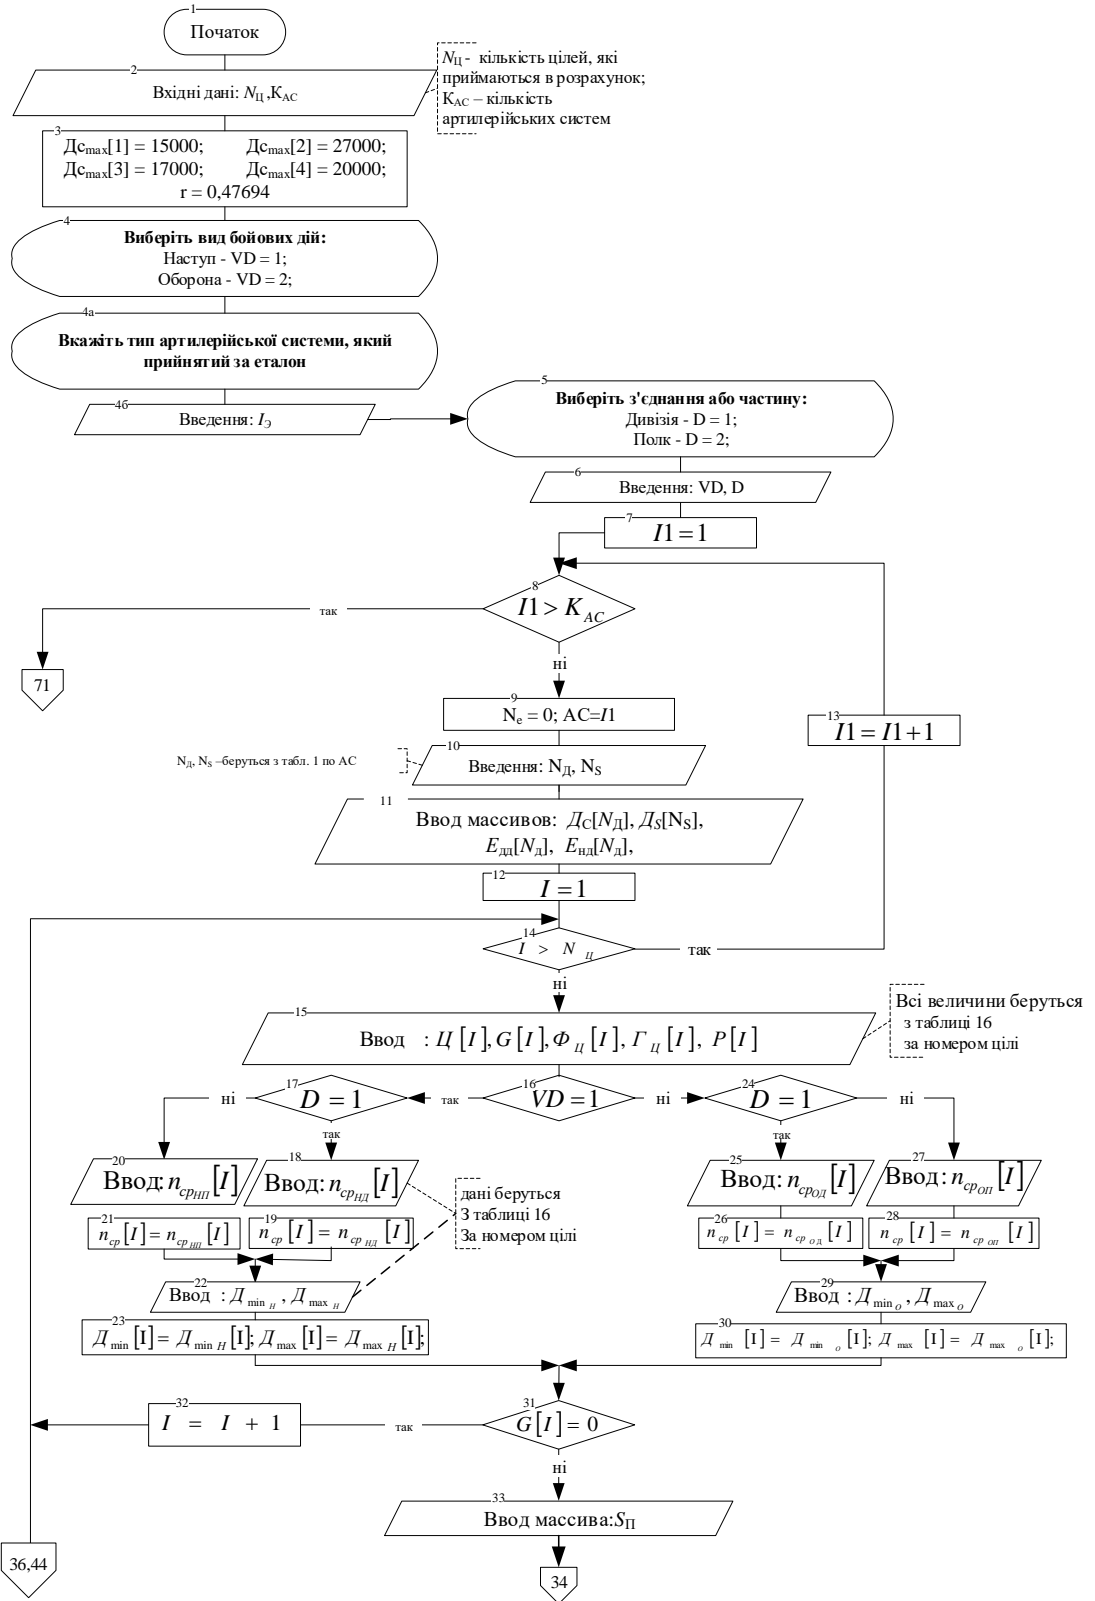 1
Початок
2
Вхідні дані: NЦ ,КАС
NЦ - кількість цілей, які
приймаються в розрахунок;
КАС – кількість
артилерійських систем
3
Дсmax[1] = 15000; Дсmax[2] = 27000;
Дсmax[3] = 17000; Дсmax[4] = 20000;
r = 0,47694
4
Виберіть вид бойових дій:
Наступ - VD = 1;
Оборона - VD = 2;
4а
Вкажіть тип артилерійської системи, який
прийнятий за еталон
4б
Введення: IЭ
5
Виберіть з'єднання або частину:
Дивізія - D = 1;
Полк - D = 2;
6
Введення: VD, D
7
I1 = 1
8
I1 > KAC
так
ні
71
9
Ne = 0; AC=I1
13
I1 = I1+1
10
Введення: NД, NS
NД, NS –беруться з табл. 1 по АС
11
Ввод массивов: ДС[NД], ДS[NS],
Eдд[Nд], Eнд[Nд],
12
I = 1
14
I > NЦ
так
ні
15
Ввод : Ц [I], G[I], ФЦ [I], ГЦ [I], P[I]
Всі величини беруться
з таблиці 16
за номером цілі
17
D = 1
ні
так
16
VD = 1
так
ні
24
D = 1
ні
так
20
Ввод: nсрНП [I]
18
Ввод: nсрНД [I]
дані беруться
З таблиці 16
За номером цілі
25
Ввод: nсрОД [I]
27
Ввод: nсрОП [I]
21
nср [I] = nсрНП [I]
19
nср [I] = nсрНД [I]
26
nср [I] = nсрОД [I]
28
nср [I] = nсрОП [I]
22
Ввод : Дmin Н , Дmax Н
29
Ввод : Дmin О , Дmax О
23
Дmin [I] = Дmin Н [I]; Дmax [I] = Дmax Н [I];
30
Дmin [I] = Дmin О [I]; Дmax [I] = Дmax О [I];
32
I = I + 1
так
31
G[I] = 0
ні
33
Ввод массива:SП
36,44
34